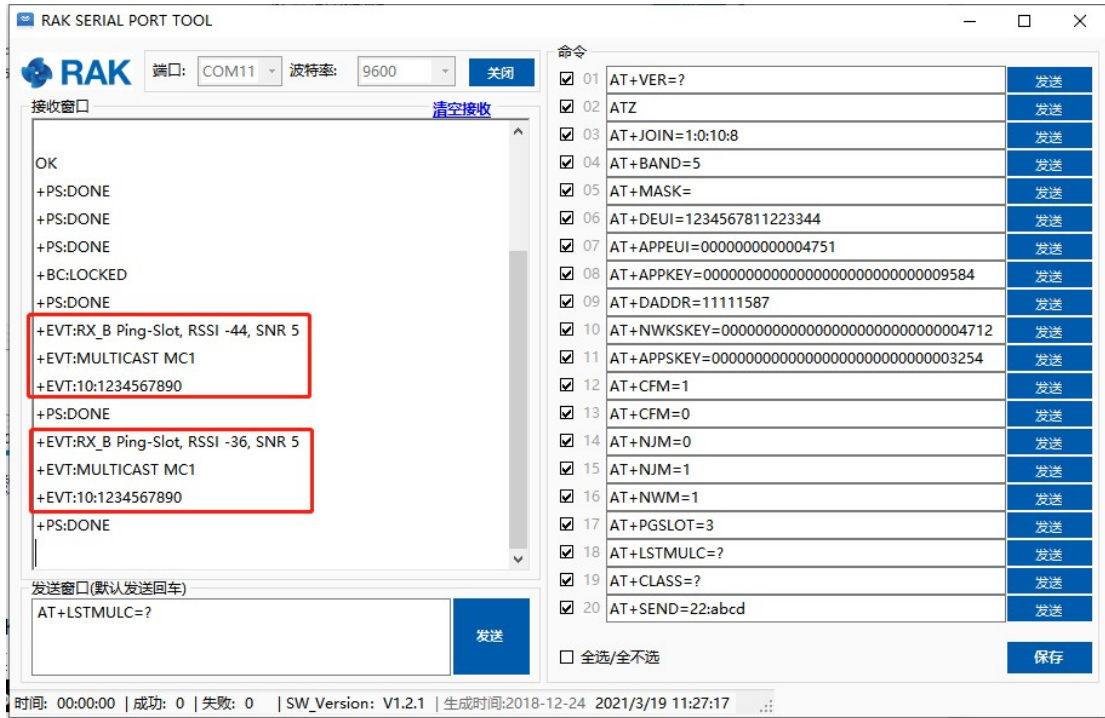 RAK SERIAL PORT TOOL
RAK
端口: COM11 波特率: 9600 关闭
接收窗口 清空接收
OK
+PS:DONE
+PS:DONE
+PS:DONE
+BC:LOCKED
+PS:DONE
+EVT:RX_B Ping-Slot, RSSI -44, SNR 5
+EVT:MULTICAST MC1
+EVT:10:1234567890
+PS:DONE
+EVT:RX_B Ping-Slot, RSSI -36, SNR 5
+EVT:MULTICAST MC1
+EVT:10:1234567890
+PS:DONE
发送窗口(默认发送回车)
AT+LSTMULC=?
发送
命令
01 AT+VER=? 发送
02 ATZ 发送
03 AT+JOIN=1:0:10:8 发送
04 AT+BAND=5 发送
05 AT+MASK= 发送
06 AT+DEUI=1234567811223344 发送
07 AT+APPEUI=0000000000004751 发送
08 AT+APPKEY=00000000000000000000000000009584 发送
09 AT+DADDR=11111587 发送
10 AT+NWKSKEY=00000000000000000000000000004712 发送
11 AT+APPSKEY=00000000000000000000000000003254 发送
12 AT+CFM=1 发送
13 AT+CFM=0 发送
14 AT+NJM=0 发送
15 AT+NJM=1 发送
16 AT+NWM=1 发送
17 AT+PGSLOT=3 发送
18 AT+LSTMULC=? 发送
19 AT+CLASS=? 发送
20 AT+SEND=22:abcd 发送
全选/全不选 保存
时间: 00:00:00 | 成功: 0 | 失败: 0 | SW_Version: V1.2.1 | 生成时间:2018-12-24 2021/3/19 11:27:17